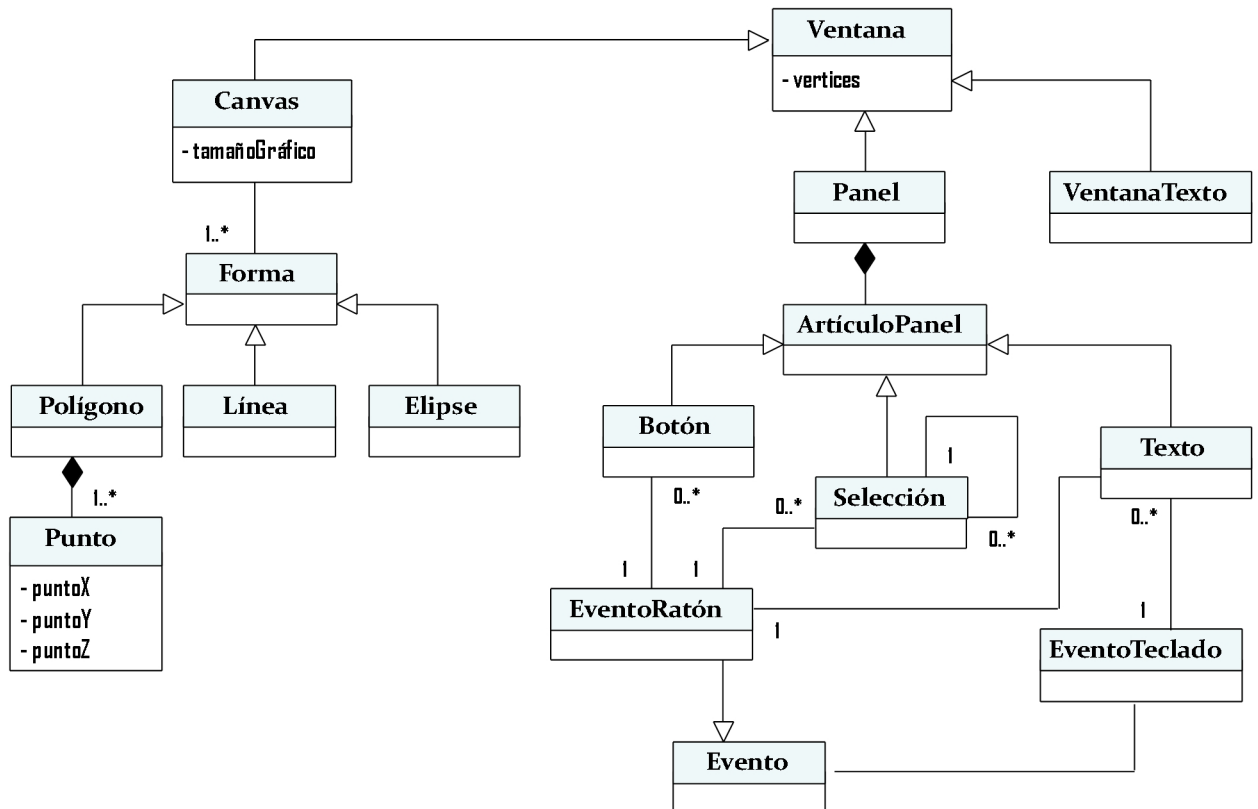 Ventana
- vertices
Canvas
- tamañoGráfico
Panel
VentanaTexto
1..*
Forma
ArtículoPanel
Polígono
Línea
Elipse
Botón
Texto
1
Selección
0..*
0..*
0..*
0..*
1..*
Punto
- puntoX
- puntoY
- puntoZ
1
1
EventoRatón
1
1
EventoTeclado
Evento